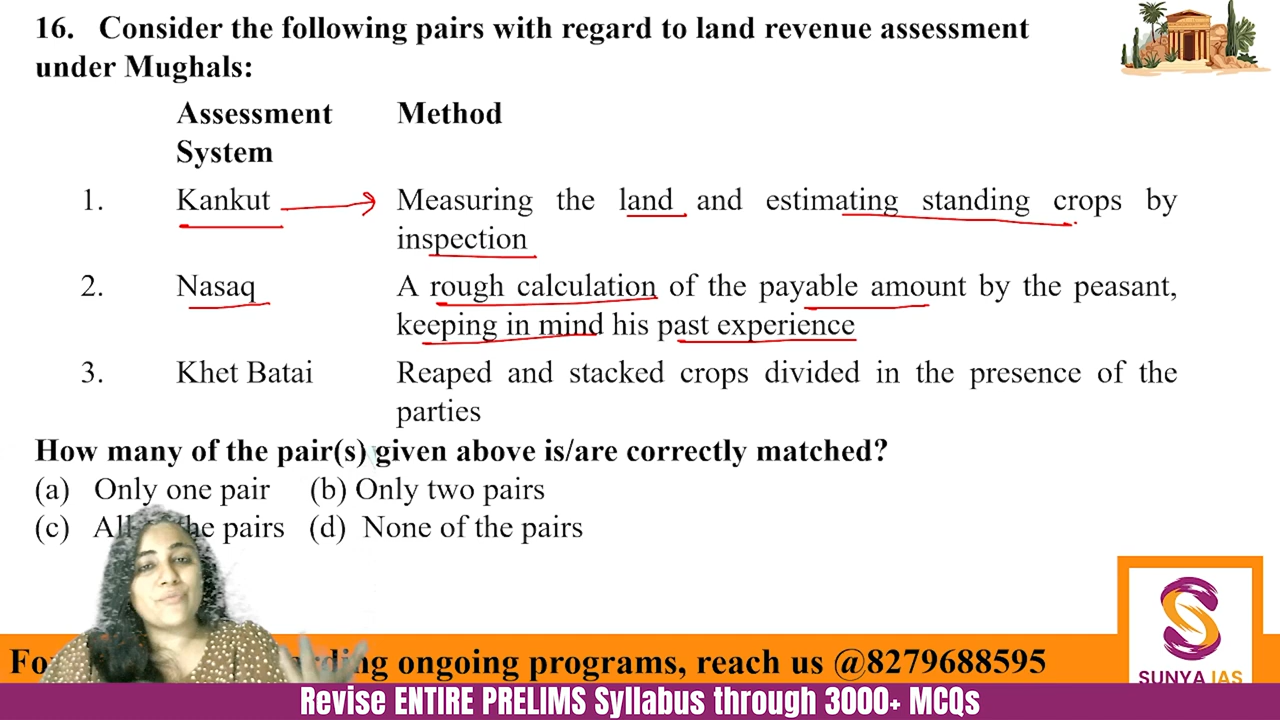 16. Consider the following pairs with regard to land revenue assessment
under Mughals:
Assessment Method
System
1. Kankut Measuring the land and estimating standing crops by
inspection
2. Nasaq A rough calculation of the payable amount by the peasant,
keeping in mind his past experience
3. Khet Batai Reaped and stacked crops divided in the presence of the
parties
How many of the pair(s) given above is/are correctly matched?
(a) Only one pair (b) Only two pairs
(c) All the pairs (d) None of the pairs
ongoing programs, reach us @8279688595
SUNYA IAS
Revise ENTIRE PRELIMS Syllabus through 3000+ MCQs